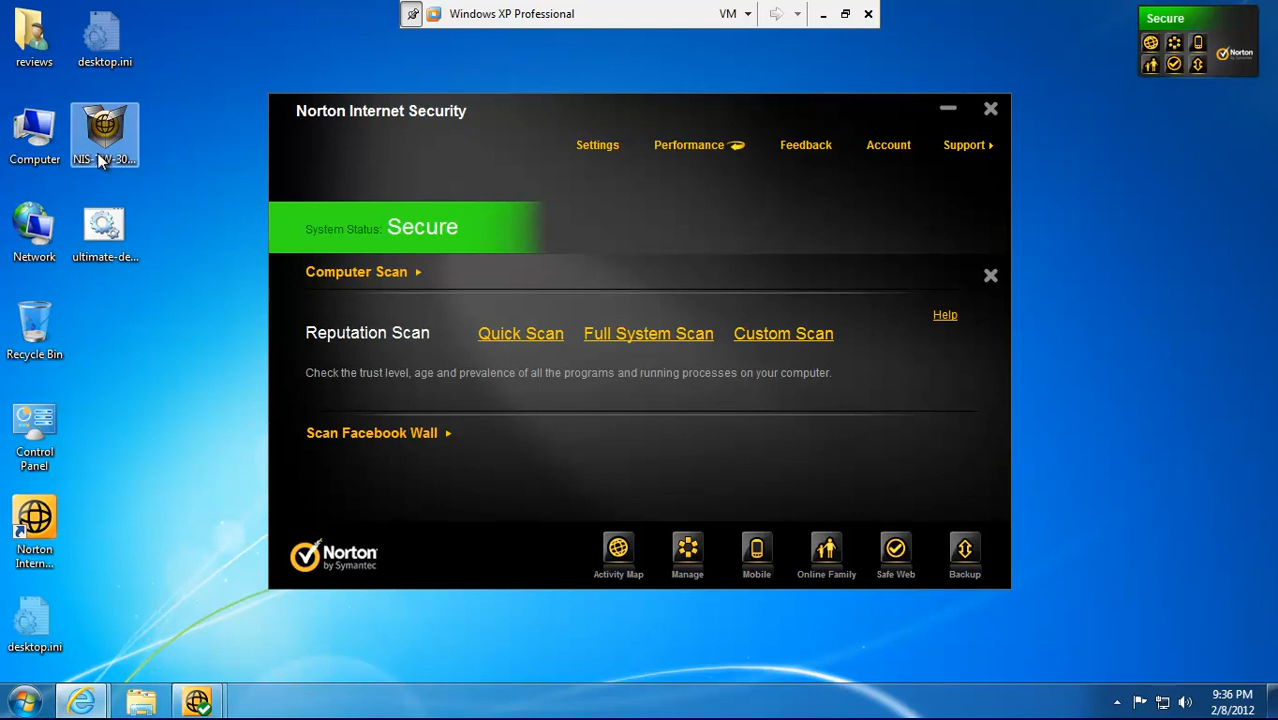 Windows XP Professional
VM
Secure
Norton
reviews
desktop.ini
Computer
NIS-TW-30...
Network
ultimate-de...
Recycle Bin
Control
Panel
Norton
Intern...
desktop.ini
Norton Internet Security
Settings
Performance
Feedback
Account
Support
System Status: Secure
Computer Scan
Help
Reputation Scan
Quick Scan
Full System Scan
Custom Scan
Check the trust level, age and prevalence of all the programs and running processes on your computer.
Scan Facebook Wall
Norton
by Symantec
Activity Map
Manage
Mobile
Online Family
Safe Web
Backup
9:36 PM
2/8/2012